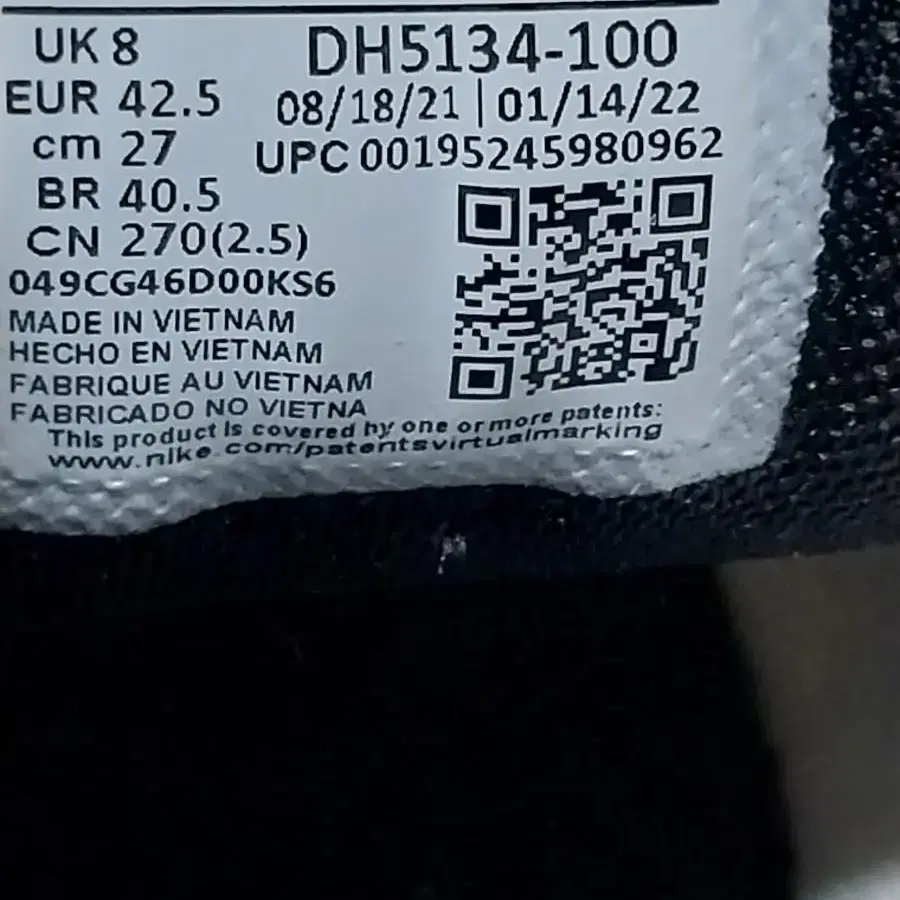 UK 8
EUR 42.5
cm 27
BR 40.5
CN 270(2.5)
DH5134-100
08/18/21 | 01/14/22
UPC 00195245980962
049CG46D00KS6
MADE IN VIETNAM
HECHO EN VIETNAM
FABRIQUE AU VIETNAM
FABRICADO NO VIETNA
This product is covered by one or more patents:
www.nike.com/patentsvirtualmarking